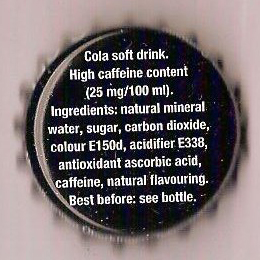 Cola soft drink.
High caffeine content
(25 mg/100 ml).
Ingredients: natural mineral
water, sugar, carbon dioxide,
colour E150d, acidifier E338,
antioxidant ascorbic acid,
caffeine, natural flavouring.
Best before: see bottle.